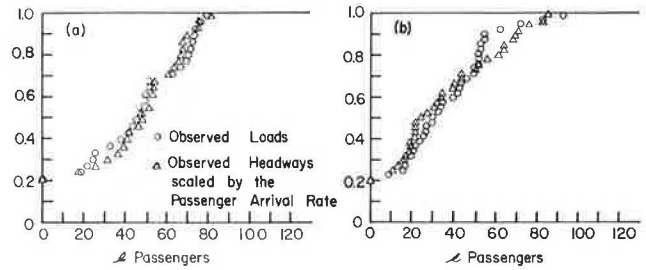 (a)
1.0
0.8
0.6
0.4
0.2
0
0 20 40 60 80 100 120
ℓ Passengers
○ Observed Loads
△ Observed Headways
scaled by the
Passenger Arrival Rate
(b)
1.0
0.8
0.6
0.4
0.2
0
0 20 40 60 80 100 120
ℓ Passengers